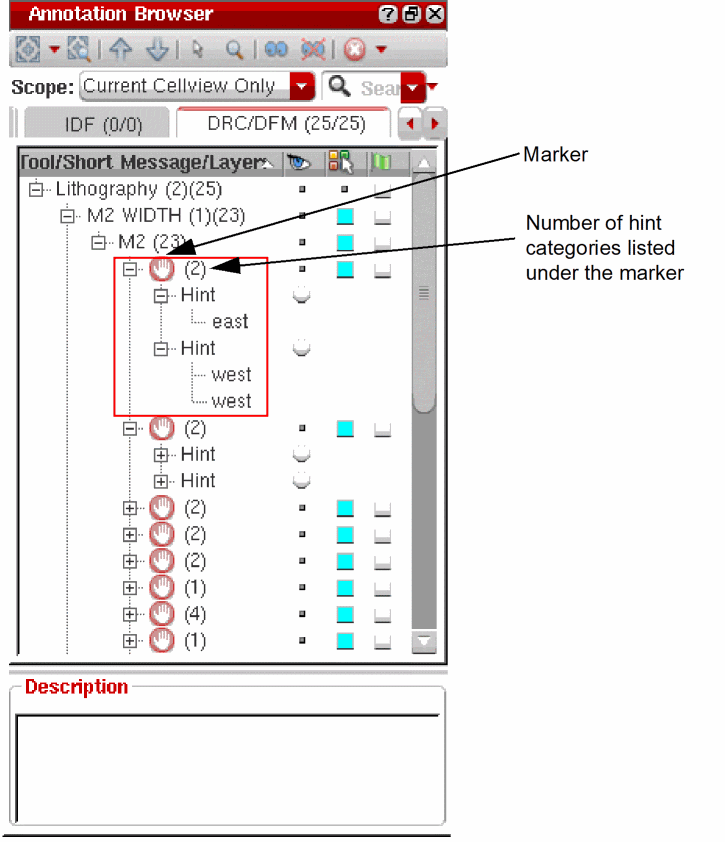 Annotation Browser
Scope: Current Cellview Only Sear
IDF (0/0) DRC/DFM (25/25)
Tool/Short Message/Layer
Marker
Lithography (2)(25)
M2 WIDTH (1)(23)
Number of hint
categories listed
under the marker
M2 (23)
(2)
Hint
east
Hint
west
west
(2)
Hint
Hint
(2)
(2)
(2)
(1)
(4)
(1)
Description